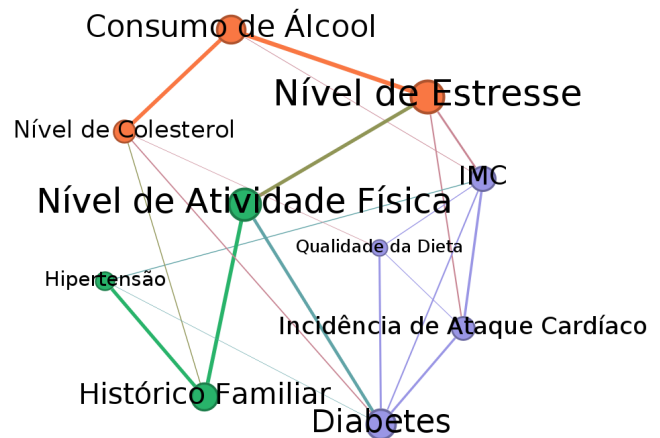 Consumo de Álcool
Nível de Estresse
Nível de Colesterol
IMC
Nível de Atividade Física
Qualidade da Dieta
Hipertensão
Incidência de Ataque Cardíaco
Histórico Familiar
Diabetes